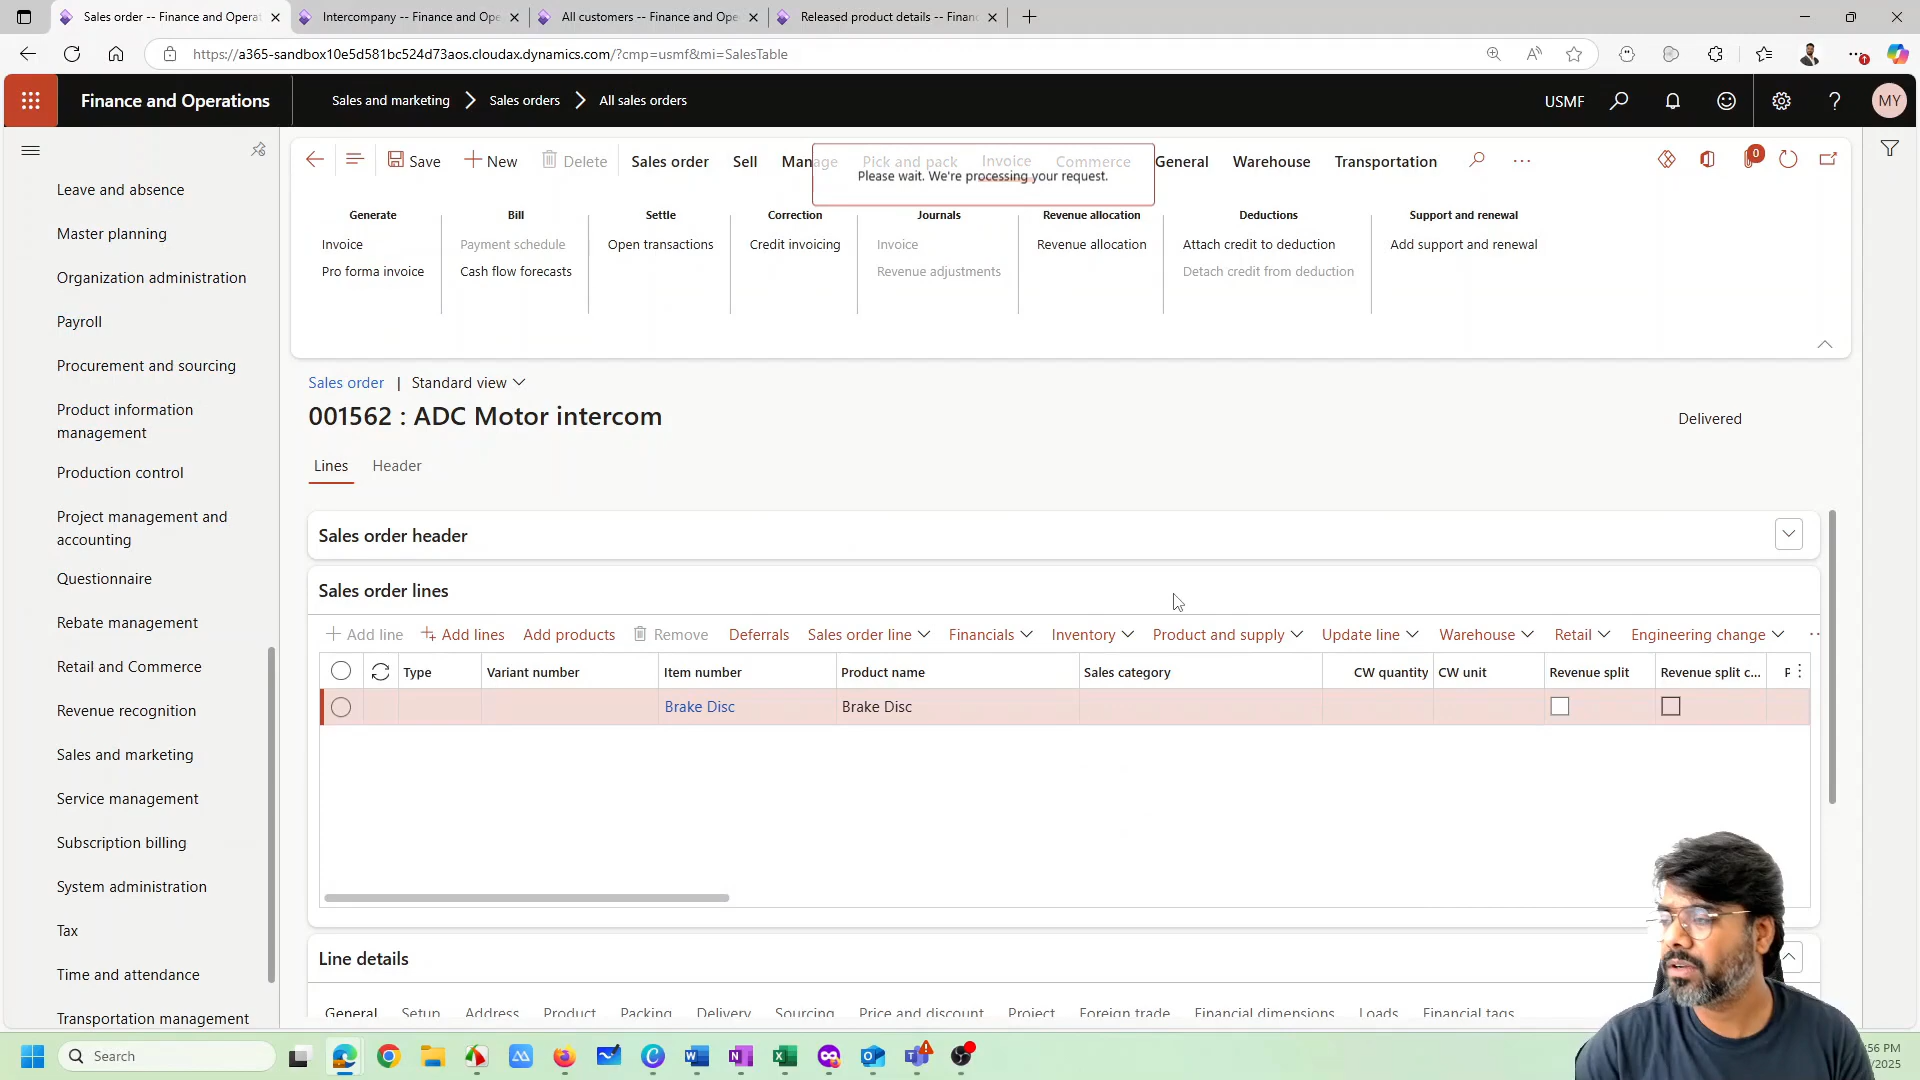 Sales order -- Finance and Operat
Intercompany -- Finance and Ope
All customers -- Finance and Ope
Released product details -- Finan
https://a365-sandbox10e5d581bc524d73aos.cloudax.dynamics.com/?cmp=usmf&mi=SalesTable
Finance and Operations
Sales and marketing
Sales orders
All sales orders
USMF
MY
Save
New
Delete
Sales order
Sell
Manage
Pick and pack
Invoice
Commerce
General
Warehouse
Transportation
0
Please wait. We're processing your request.
Generate
Invoice
Pro forma invoice
Bill
Payment schedule
Cash flow forecasts
Settle
Open transactions
Correction
Credit invoicing
Journals
Invoice
Revenue adjustments
Revenue allocation
Revenue allocation
Deductions
Attach credit to deduction
Detach credit from deduction
Support and renewal
Add support and renewal
Leave and absence
Master planning
Organization administration
Payroll
Procurement and sourcing
Product information
management
Production control
Project management and
accounting
Questionnaire
Rebate management
Retail and Commerce
Revenue recognition
Sales and marketing
Service management
Subscription billing
System administration
Tax
Time and attendance
Transportation management
Sales order | Standard view
001562 : ADC Motor intercom
Delivered
Lines
Header
Sales order header
Sales order lines
Add line
Add lines
Add products
Remove
Deferrals
Sales order line
Financials
Inventory
Product and supply
Update line
Warehouse
Retail
Engineering change
Type
Variant number
Item number
Product name
Sales category
CW quantity
CW unit
Revenue split
Revenue split c...
Brake Disc
Brake Disc
Line details
General
Setup
Address
Product
Packing
Delivery
Sourcing
Price and discount
Project
Foreign trade
Financial dimensions
Loads
Financial tags
Search
:56 PM
/2025